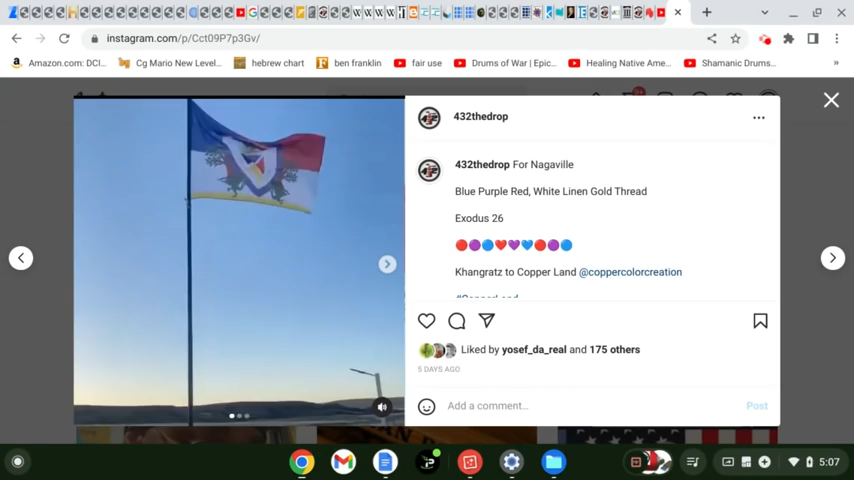 instagram.com/p/Cct09P7p3Gv/
Amazon.com: DCI...
Cg Mario New Level...
hebrew chart
ben franklin
fair use
Drums of War | Epic...
Healing Native Ame...
Shamanic Drums...
432thedrop
432thedrop For Nagaville
Blue Purple Red, White Linen Gold Thread
Exodus 26
Khangratz to Copper Land @coppercolorcreation
#CopperLand
Liked by yosef_da_real and 175 others
5 DAYS AGO
Add a comment...
Post
5:07